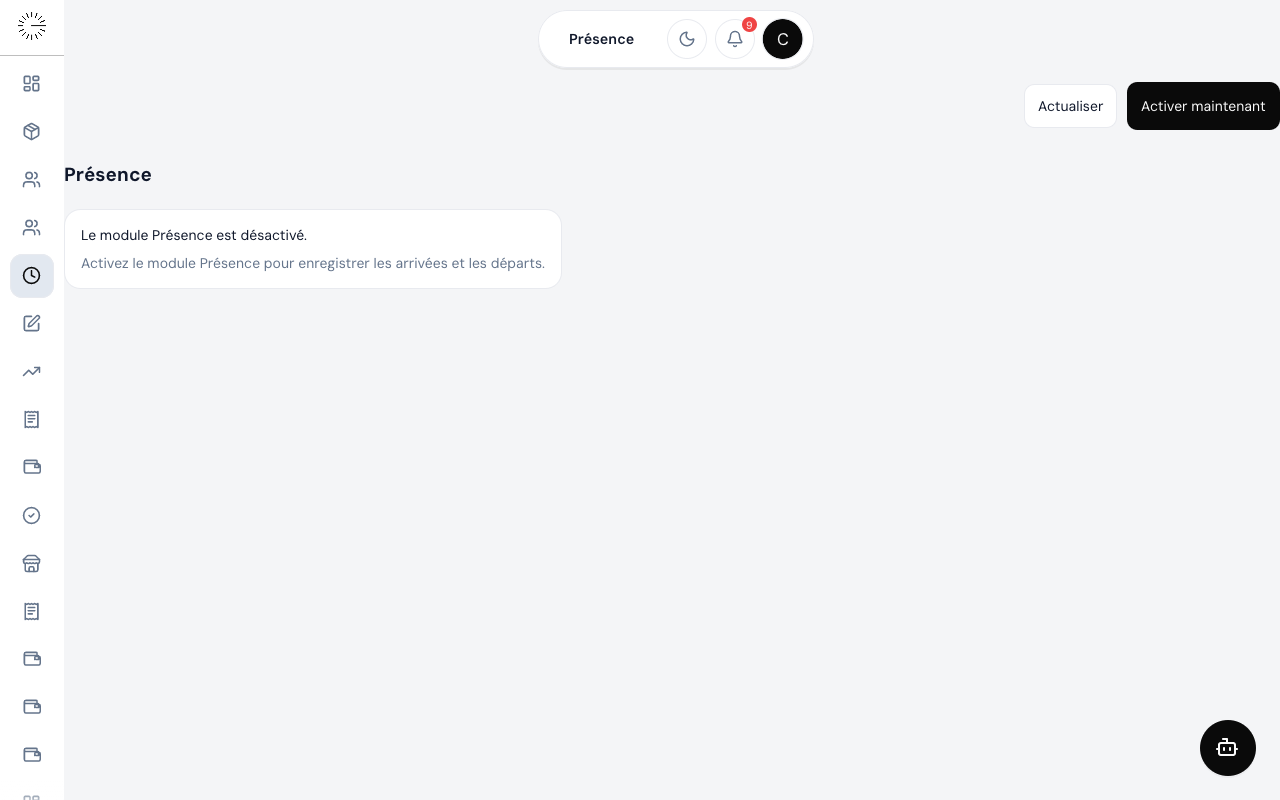 Présence
9
C
Actualiser
Activer maintenant
Présence
Le module Présence est désactivé.
Activez le module Présence pour enregistrer les arrivées et les départs.